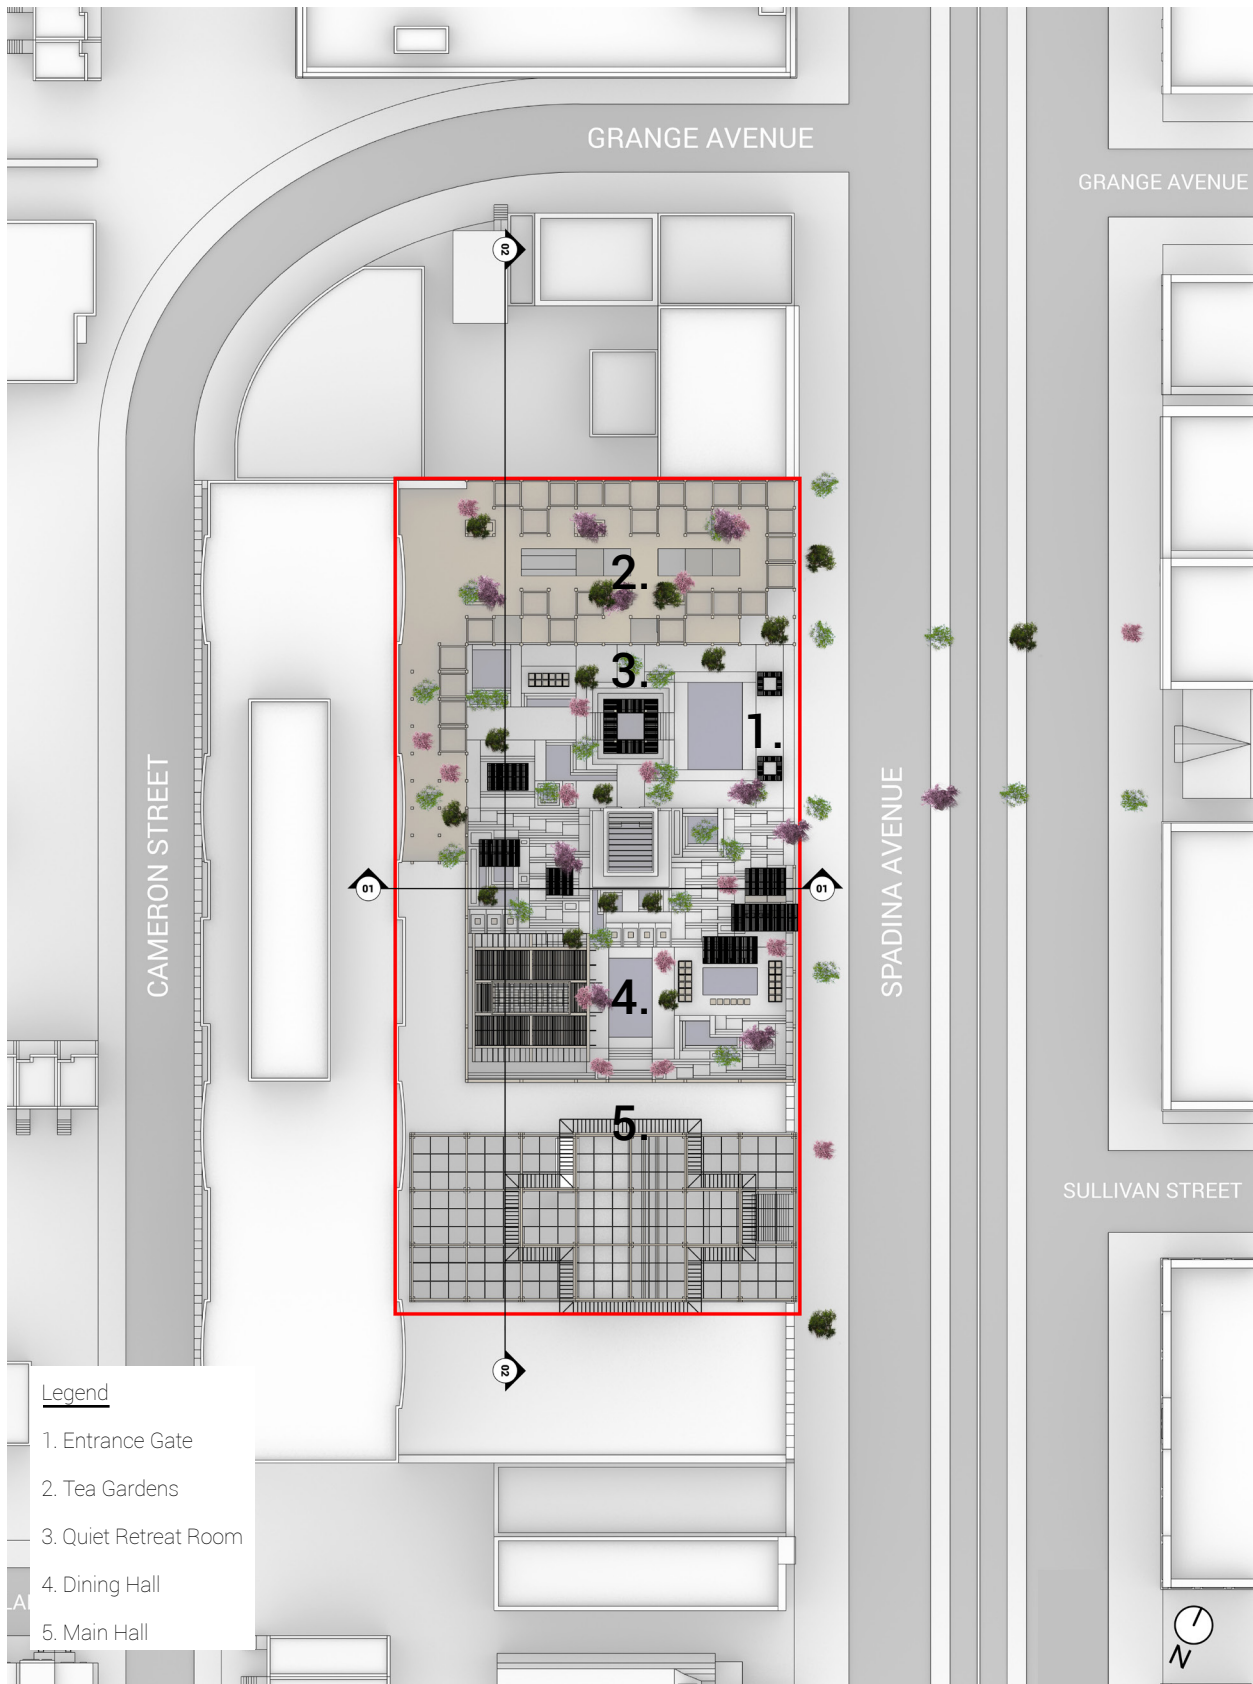 GRANGE AVENUE
GRANGE AVENUE
02
2.
3.
1.
CAMERON STREET
SPADINA AVENUE
01
01
4.
5.
SULLIVAN STREET
02
Legend
1. Entrance Gate
2. Tea Gardens
3. Quiet Retreat Room
4. Dining Hall
5. Main Hall
N